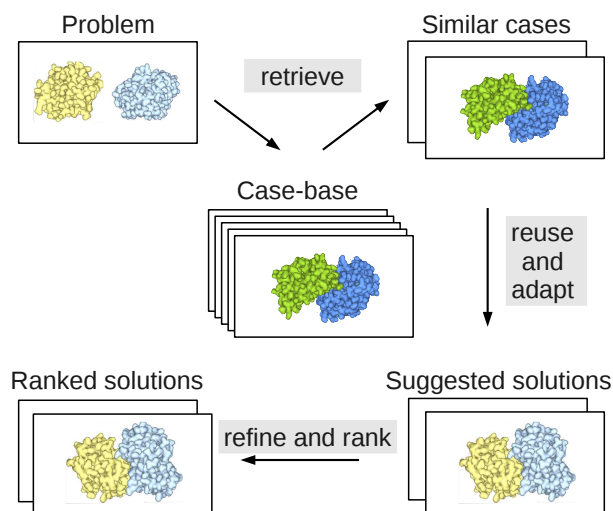 Problem
Similar cases
retrieve
Case-base
reuse
and
adapt
Ranked solutions
Suggested solutions
refine and rank